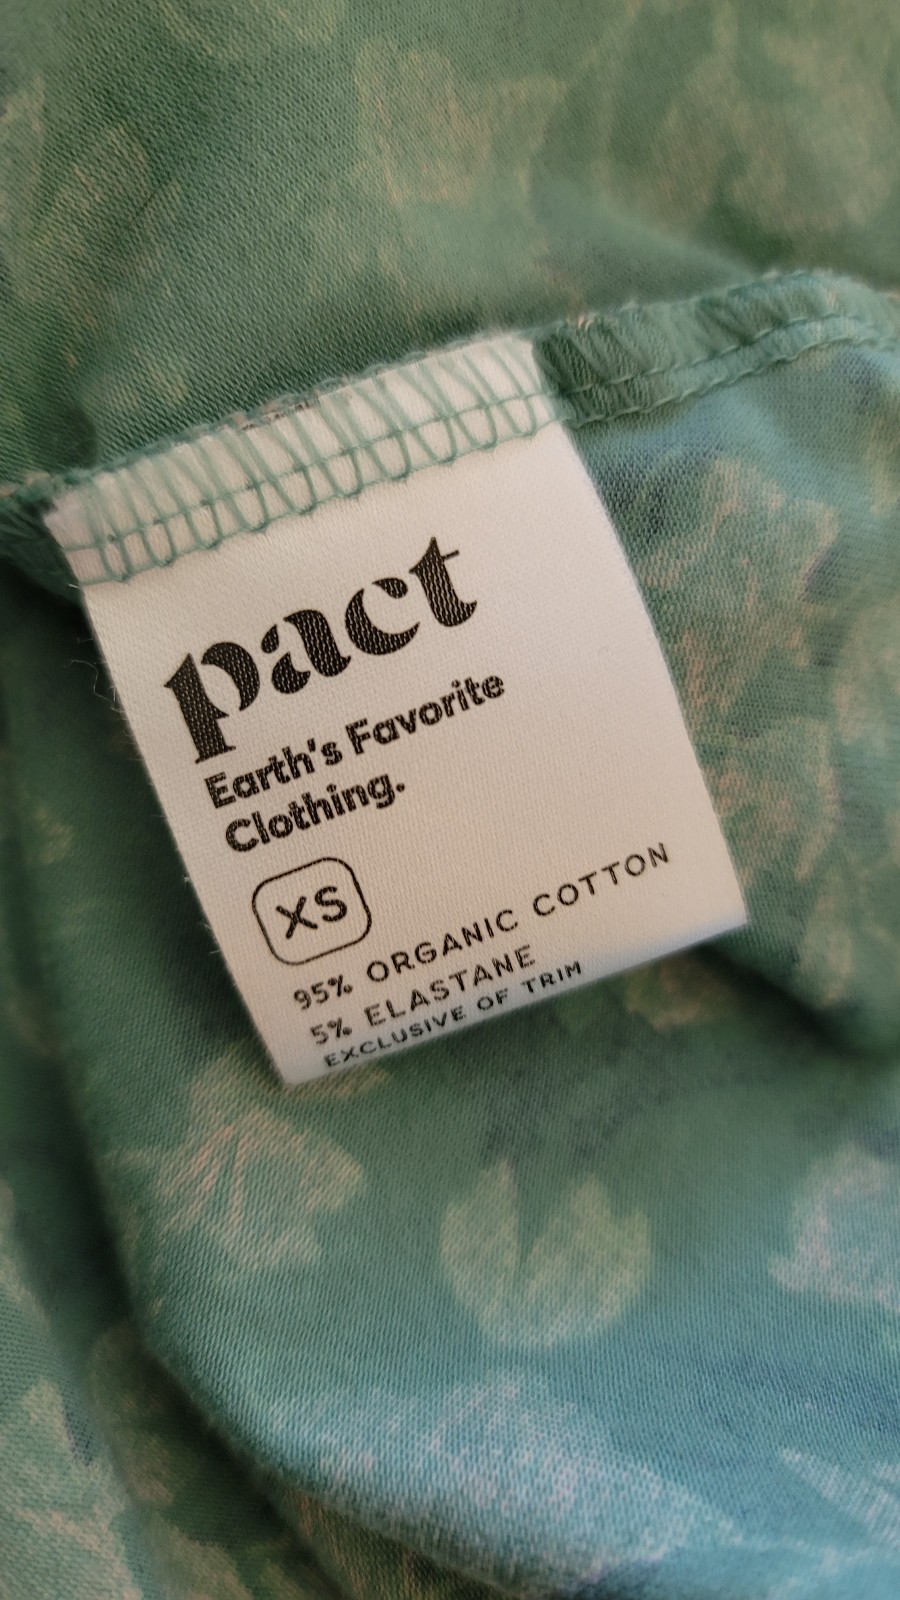 pact
Earth's Favorite
Clothing.
XS
95% ORGANIC COTTON
5% ELASTANE
EXCLUSIVE OF TRIM